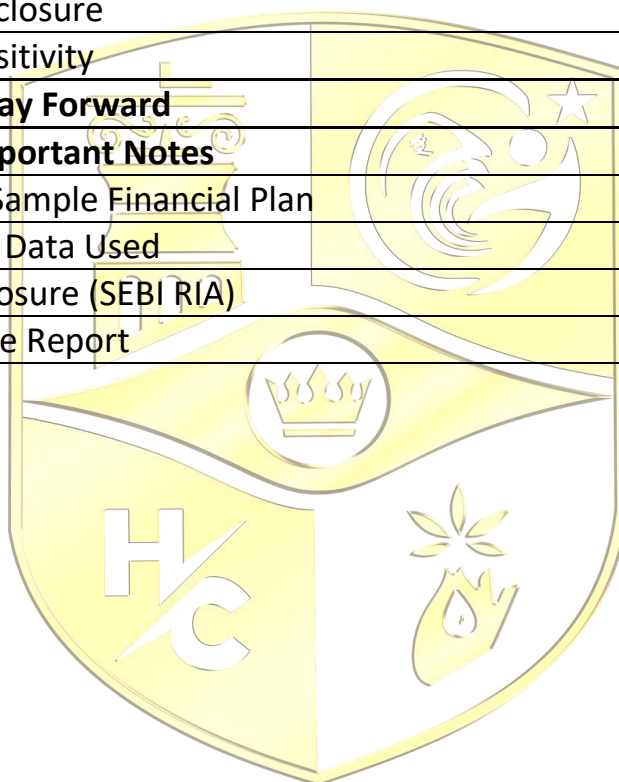 closure
sitivity
ay Forward
portant Notes
Sample Financial Plan
Data Used
osure (SEBI RIA)
e Report
H/C